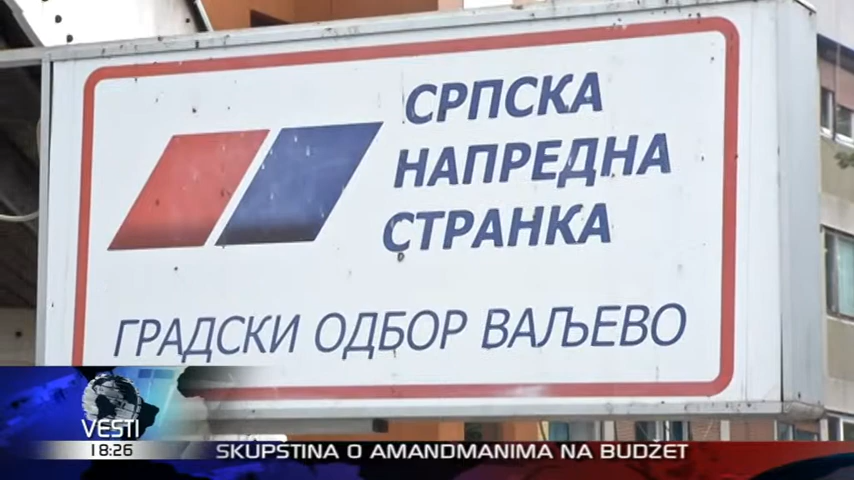 СРПСКА
НАПРЕДНА
СТРАНКА
ГРАДСКИ ОДБОР ВАЉЕВО
VESTI
18:26
SKUPSTINA O AMANDMANIMA NA BUDŽET